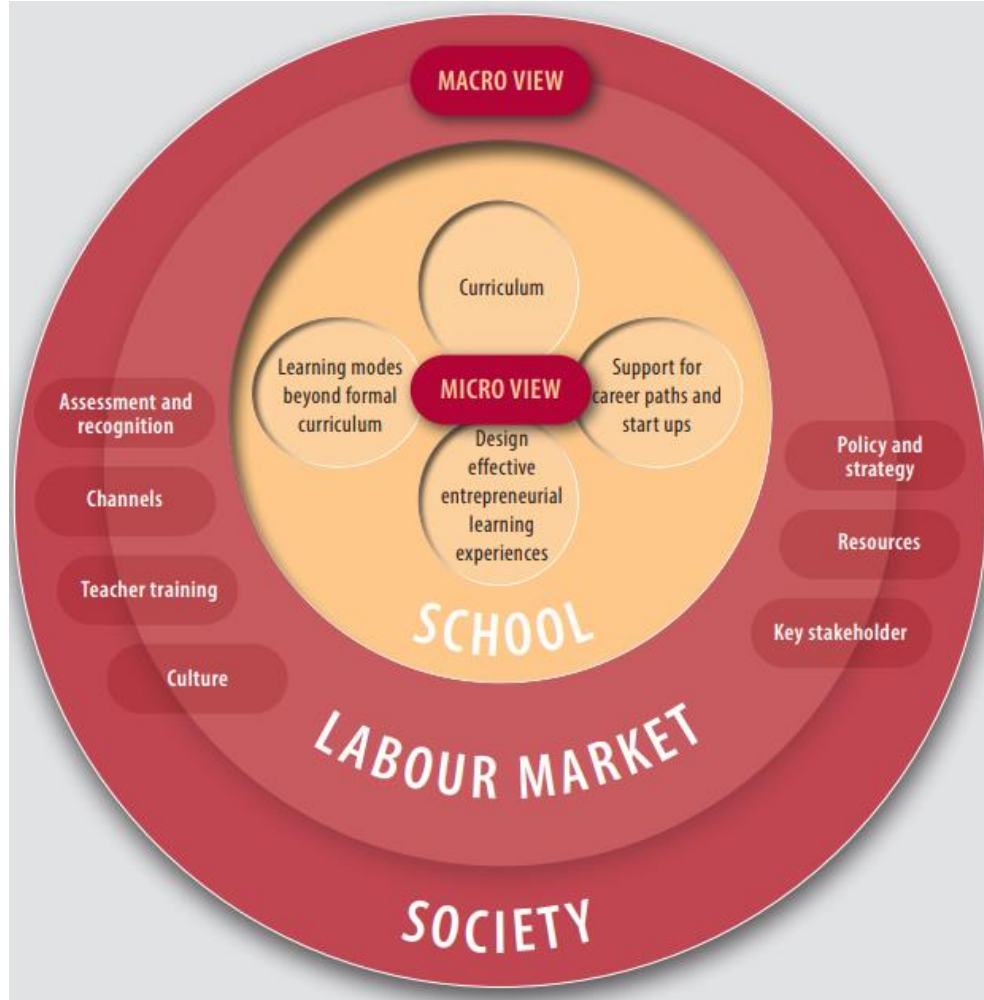 MACRO VIEW
Curriculum
Learning modes
beyond formal
curriculum
MICRO VIEW
Support for
career paths and
start ups
Design
effective
entrepreneurial
learning
experiences
Assessment and
recognition
Channels
Teacher training
Culture
Policy and
strategy
Resources
Key stakeholder
SCHOOL
LABOUR MARKET
SOCIETY